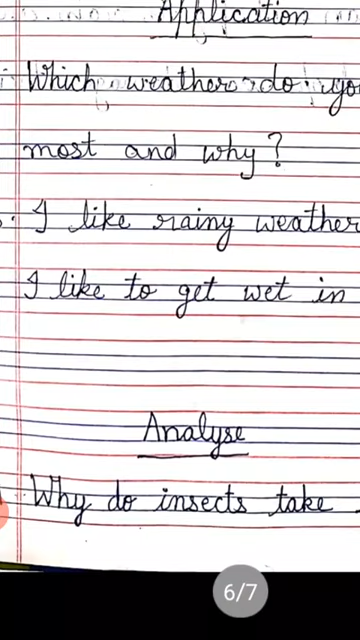 Application
Which weather do you
most and why?
I like rainy weather
I like to get wet in
Analyse
Why do insects take
6/7